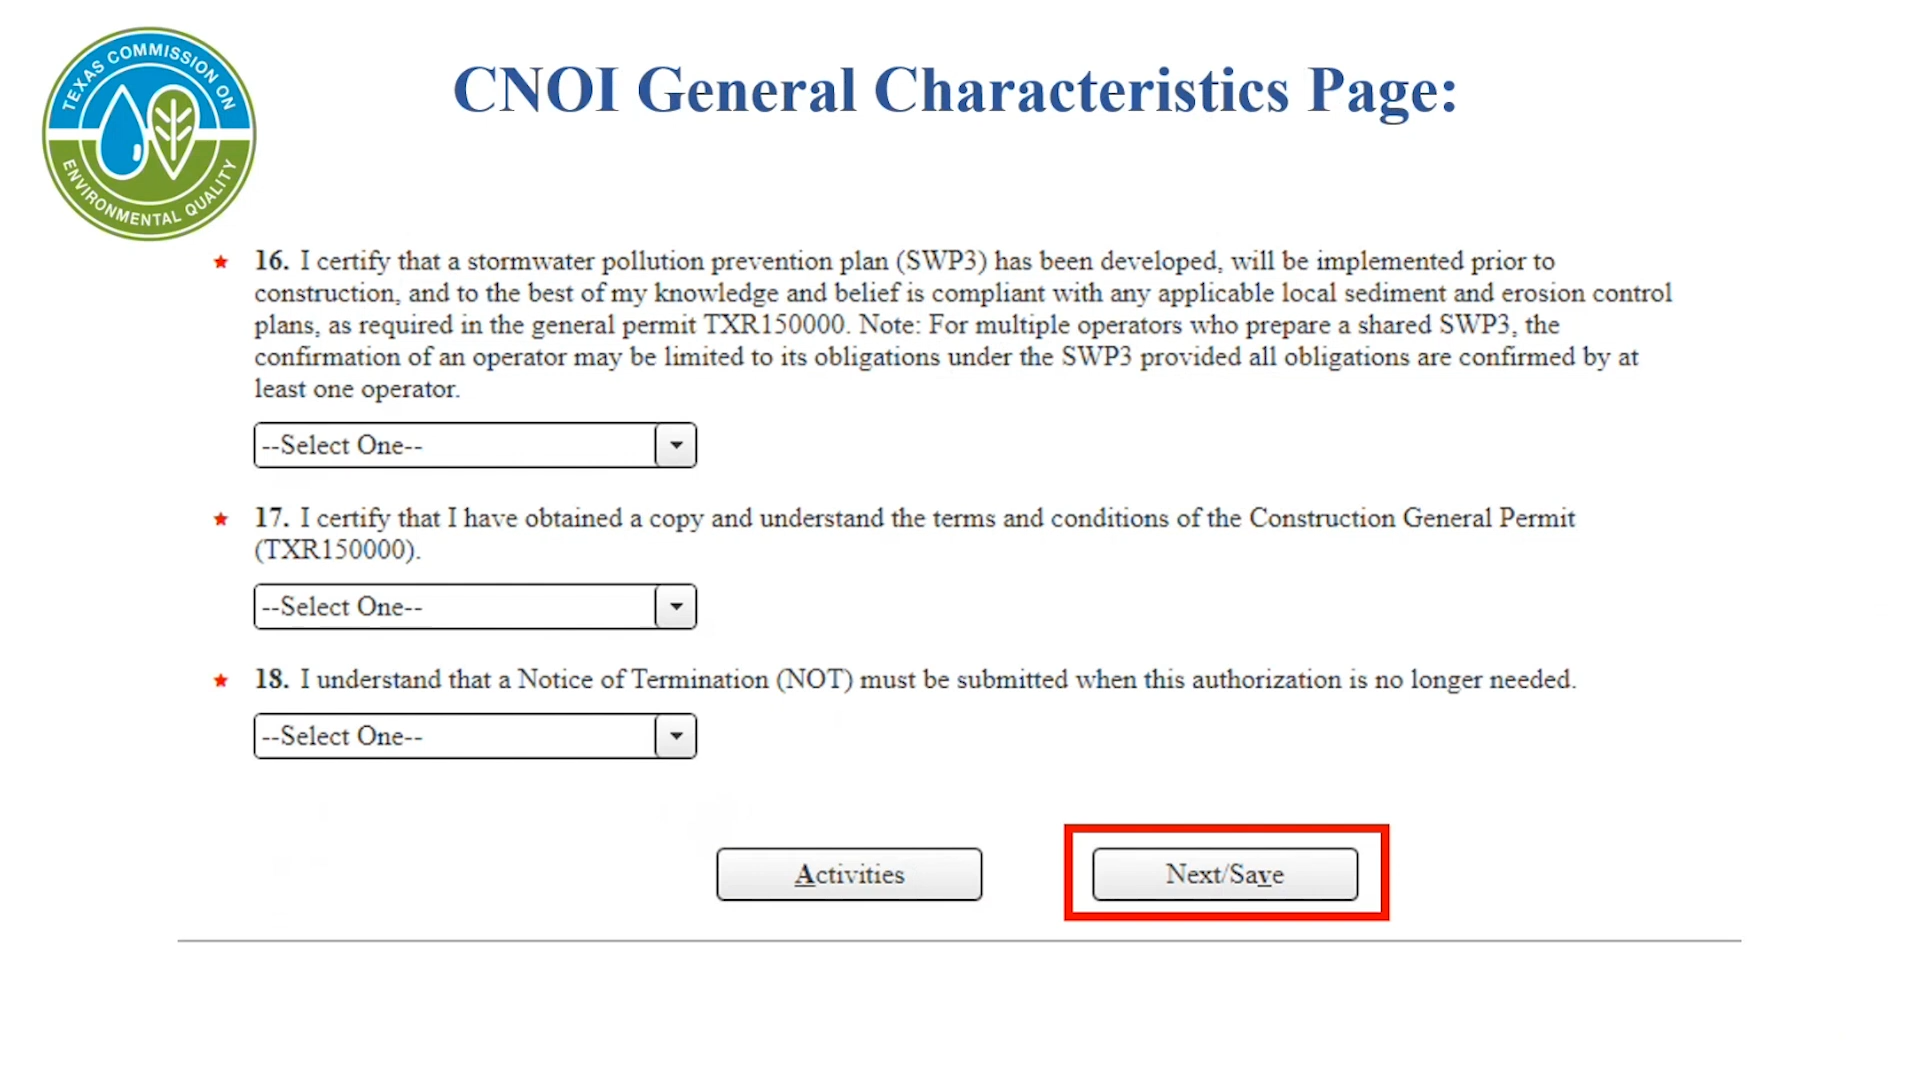 TEXAS COMMISSION ON
ENVIRONMENTAL QUALITY
CNOI General Characteristics Page:
★ 16. I certify that a stormwater pollution prevention plan (SWP3) has been developed, will be implemented prior to
construction, and to the best of my knowledge and belief is compliant with any applicable local sediment and erosion control
plans, as required in the general permit TXR150000. Note: For multiple operators who prepare a shared SWP3, the
confirmation of an operator may be limited to its obligations under the SWP3 provided all obligations are confirmed by at
least one operator.
--Select One--
★ 17. I certify that I have obtained a copy and understand the terms and conditions of the Construction General Permit
(TXR150000).
--Select One--
★ 18. I understand that a Notice of Termination (NOT) must be submitted when this authorization is no longer needed.
--Select One--
Activities Next/Save